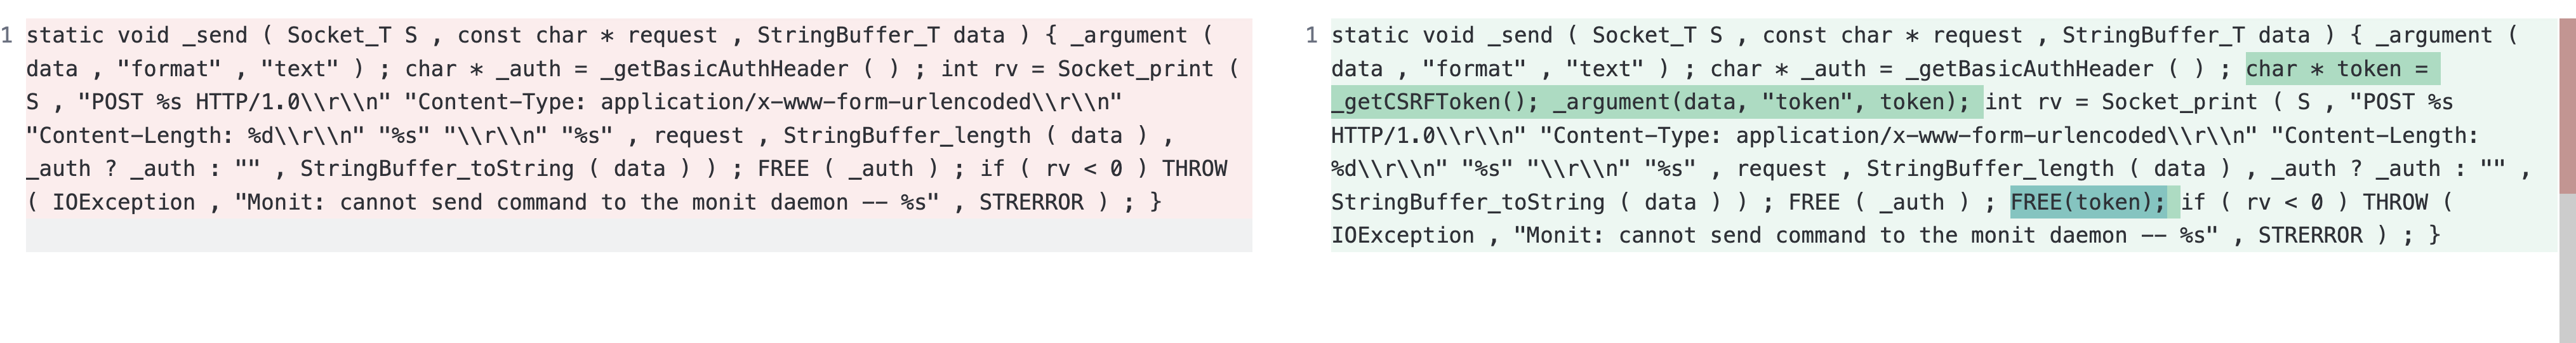 1 static void _send ( Socket_T S , const char * request , StringBuffer_T data ) { _argument (
data , "format" , "text" ) ; char * _auth = _getBasicAuthHeader ( ) ; int rv = Socket_print (
S , "POST %s HTTP/1.0\\r\\n" "Content-Type: application/x-www-form-urlencoded\\r\\n"
"Content-Length: %d\\r\\n" "%s" "\\r\\n" "%s" , request , StringBuffer_length ( data ) ,
_auth ? _auth : "" , StringBuffer_toString ( data ) ) ; FREE ( _auth ) ; if ( rv < 0 ) THROW
( IOException , "Monit: cannot send command to the monit daemon -- %s" , STRERROR ) ; }
1 static void _send ( Socket_T S , const char * request , StringBuffer_T data ) { _argument (
data , "format" , "text" ) ; char * _auth = _getBasicAuthHeader ( ) ; char * token =
_getCSRFToken(); _argument(data, "token", token); int rv = Socket_print ( S , "POST %s
HTTP/1.0\\r\\n" "Content-Type: application/x-www-form-urlencoded\\r\\n" "Content-Length:
%d\\r\\n" "%s" "\\r\\n" "%s" , request , StringBuffer_length ( data ) , _auth ? _auth : "" ,
StringBuffer_toString ( data ) ) ; FREE ( _auth ) ; FREE(token); if ( rv < 0 ) THROW (
IOException , "Monit: cannot send command to the monit daemon -- %s" , STRERROR ) ; }